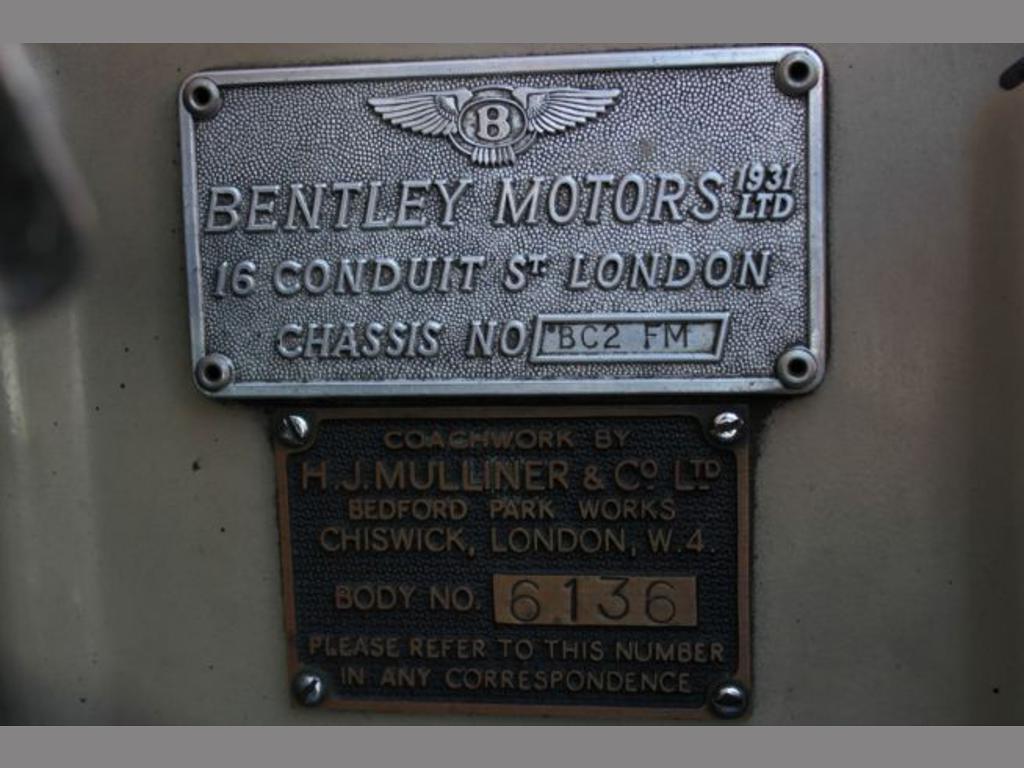 B
BENTLEY MOTORS 1931 LTD
16 CONDUIT ST LONDON
CHASSIS NO BC2 FM
COACHWORK BY
H. J. MULLINER & CO LTD
BEDFORD PARK WORKS
CHISWICK, LONDON, W.4.
BODY NO. 6136
PLEASE REFER TO THIS NUMBER
IN ANY CORRESPONDENCE